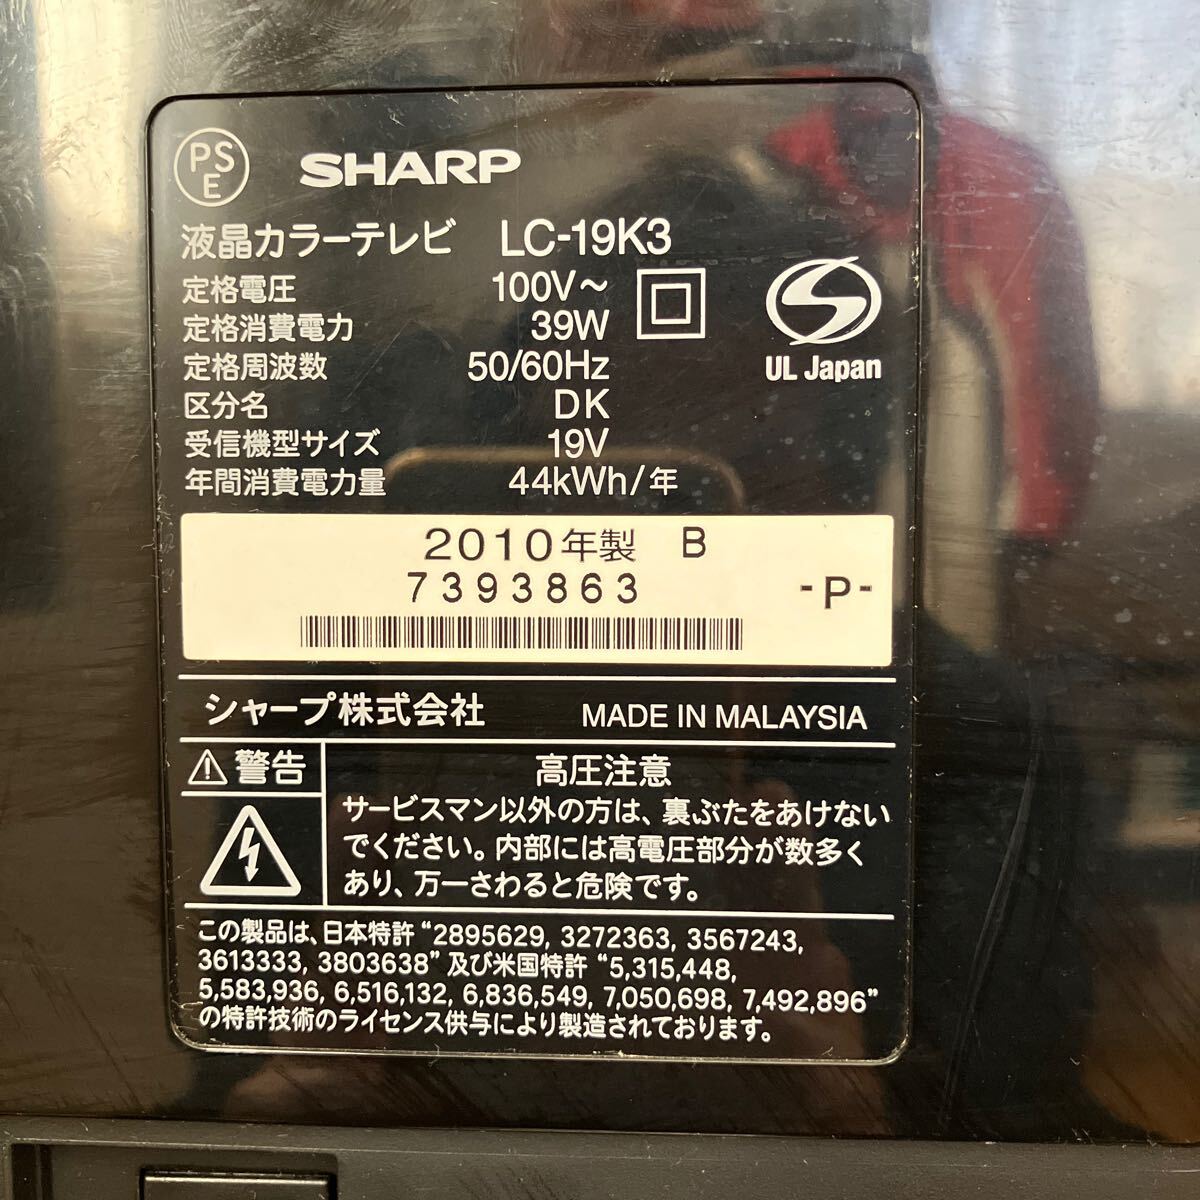 PS
E
SHARP
液晶カラーテレビ LC-19K3
定格電圧 100V～
定格消費電力 39W
定格周波数 50/60Hz
区分名 DK
受信機型サイズ 19V
年間消費電力量 44kWh/年
S
UL Japan
2010年製 B
7393863 -P-
シャープ株式会社 MADE IN MALAYSIA
警告
高圧注意
サービスマン以外の方は、裏ぶたをあけない
でください。内部には高電圧部分が数多く
あり、万一さわると危険です。
この製品は、日本特許“2895629, 3272363, 3567243,
3613333, 3803638”及び米国特許“5,315,448,
5,583,936, 6,516,132, 6,836,549, 7,050,698, 7,492,896”
の特許技術のライセンス供与により製造されております。